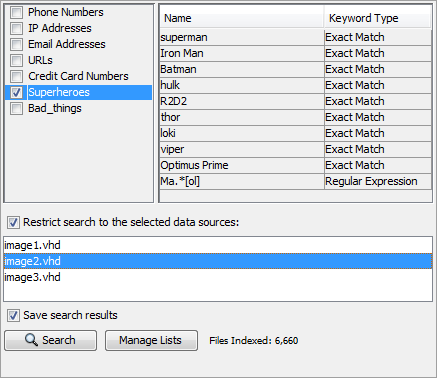 Phone Numbers
IP Addresses
Email Addresses
URLs
Credit Card Numbers
Superheroes
Bad_things
Name Keyword Type
superman Exact Match
Iron Man Exact Match
Batman Exact Match
hulk Exact Match
R2D2 Exact Match
thor Exact Match
loki Exact Match
viper Exact Match
Optimus Prime Exact Match
Ma.*[ol] Regular Expression
Restrict search to the selected data sources:
image1.vhd
image2.vhd
image3.vhd
Save search results
Search Manage Lists Files Indexed: 6,660